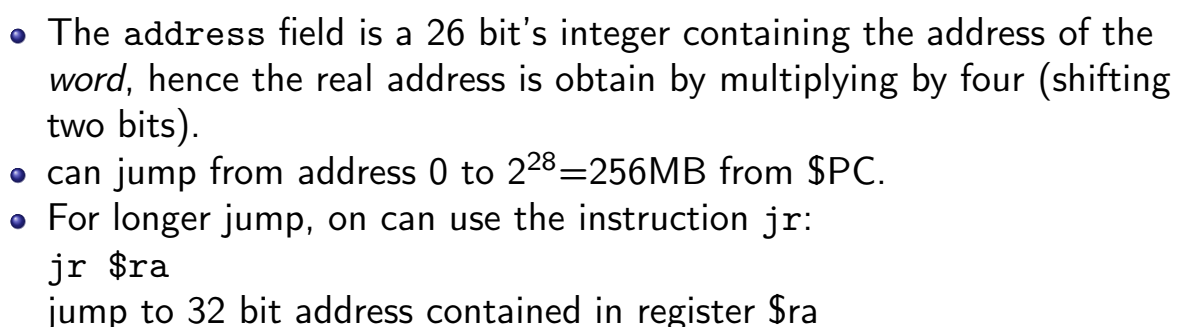 The address field is a 26 bit's integer containing the address of the
word, hence the real address is obtain by multiplying by four (shifting
two bits).
can jump from address 0 to 2²⁸=256MB from $PC.
For longer jump, on can use the instruction jr:
jr $ra
jump to 32 bit address contained in register $ra